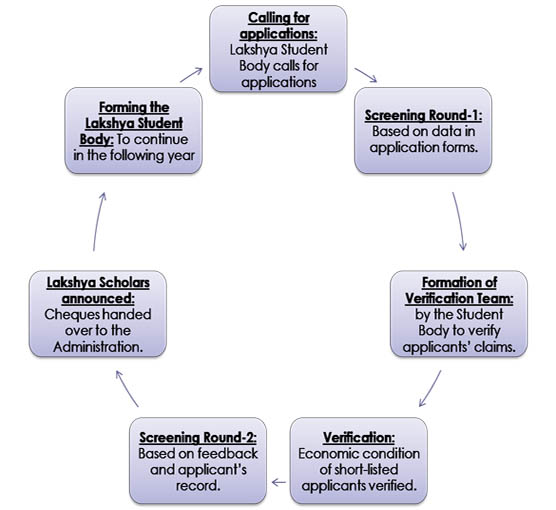 Calling for
applications:
Lakshya Student
Body calls for
applications
Screening Round-1:
Based on data in
application forms.
Formation of
Verification Team:
by the Student
Body to verify
applicants' claims.
Verification:
Economic condition
of short-listed
applicants verified.
Screening Round-2:
Based on feedback
and applicant's
record.
Lakshya Scholars
announced:
Cheques handed
over to the
Administration.
Forming the
Lakshya Student
Body: To continue
in the following year